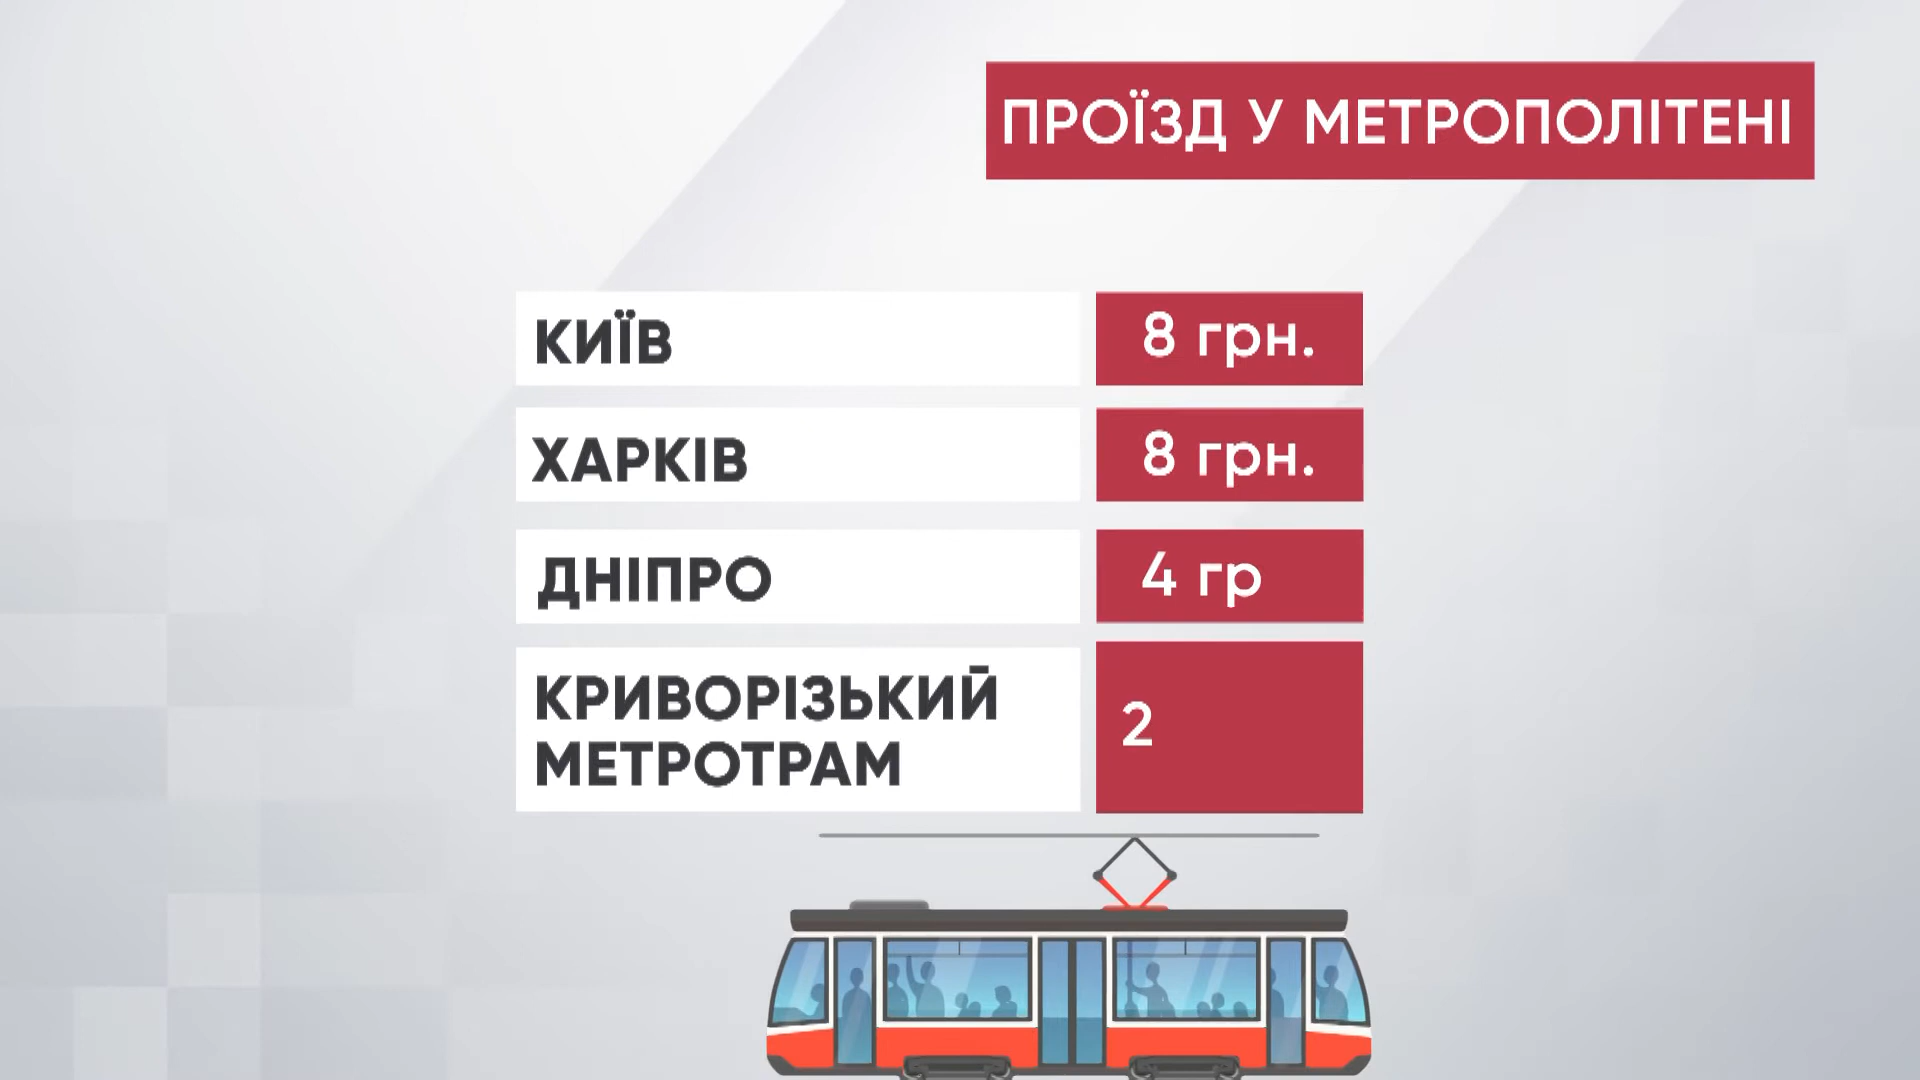 ПРОЇЗД У МЕТРОПОЛІТЕНІ
КИЇВ 8 грн.
ХАРКІВ 8 грн.
ДНІПРО 4 гр
КРИВОРІЗЬКИЙ
МЕТРОТРАМ
2